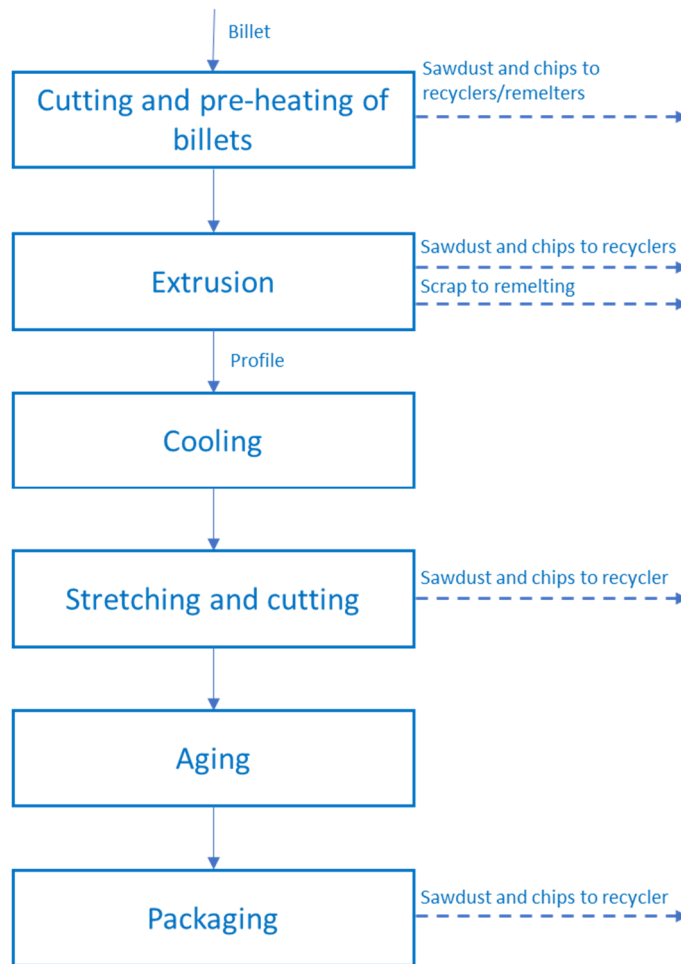 Billet
Sawdust and chips to
recyclers/remelters
Cutting and pre-heating of
billets
Sawdust and chips to recyclers
Extrusion
Scrap to remelting
Profile
Cooling
Sawdust and chips to recycler
Stretching and cutting
Aging
Sawdust and chips to recycler
Packaging